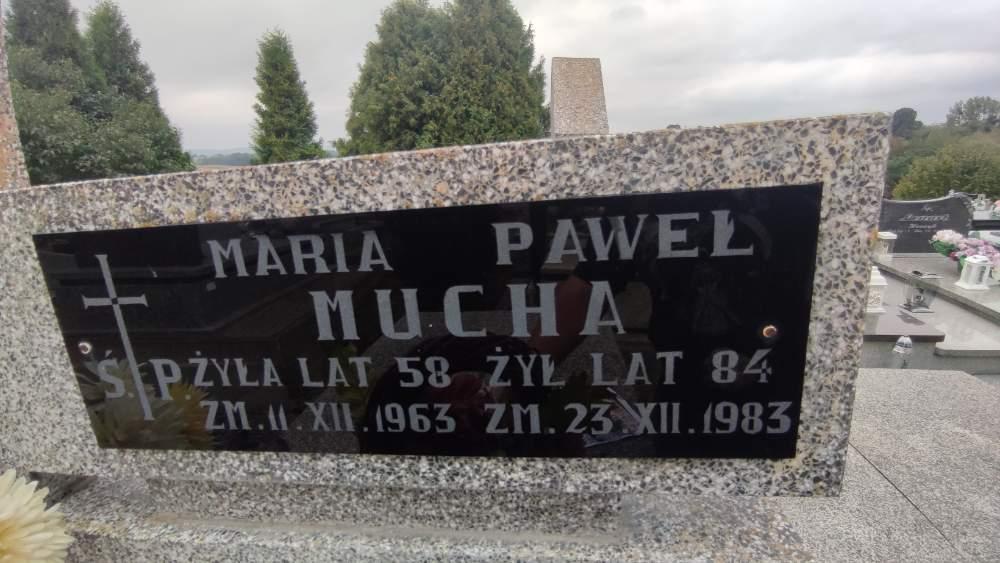 MARIA PAWEŁ
MUCHA
Ś.P. ŻYŁA LAT 58 ŻYŁ LAT 84
ZM. 11. XII. 1963 ZM. 23. XII. 1983